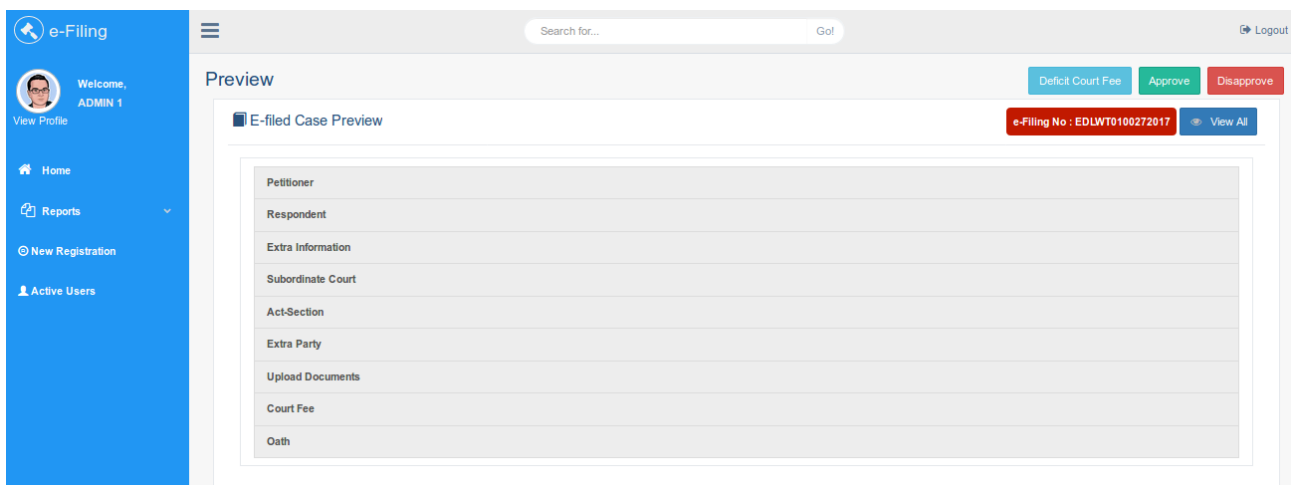 e-Filing
Search for...
Go!
Logout
Welcome,
ADMIN 1
View Profile
Home
Reports
New Registration
Active Users
Preview
Deficit Court Fee
Approve
Disapprove
E-filed Case Preview
e-Filing No : EDLWT0100272017
View All
Petitioner
Respondent
Extra Information
Subordinate Court
Act-Section
Extra Party
Upload Documents
Court Fee
Oath